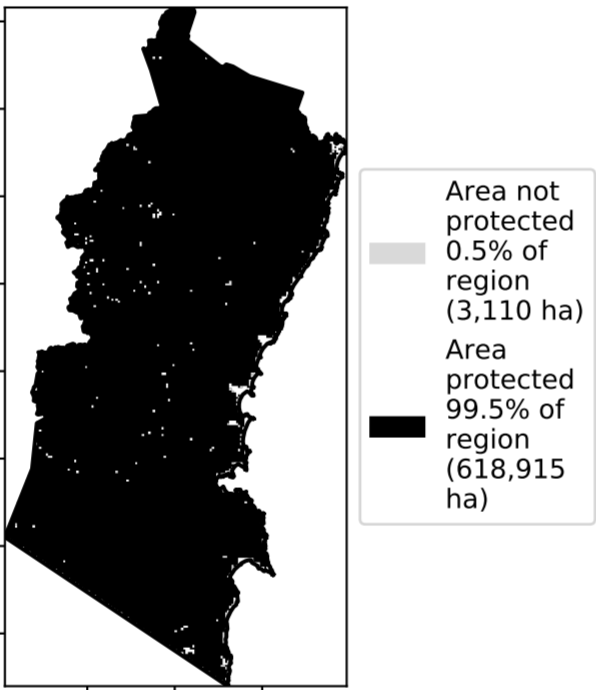 Area not
protected
0.5% of
region
(3,110 ha)
Area
protected
99.5% of
region
(618,915
ha)